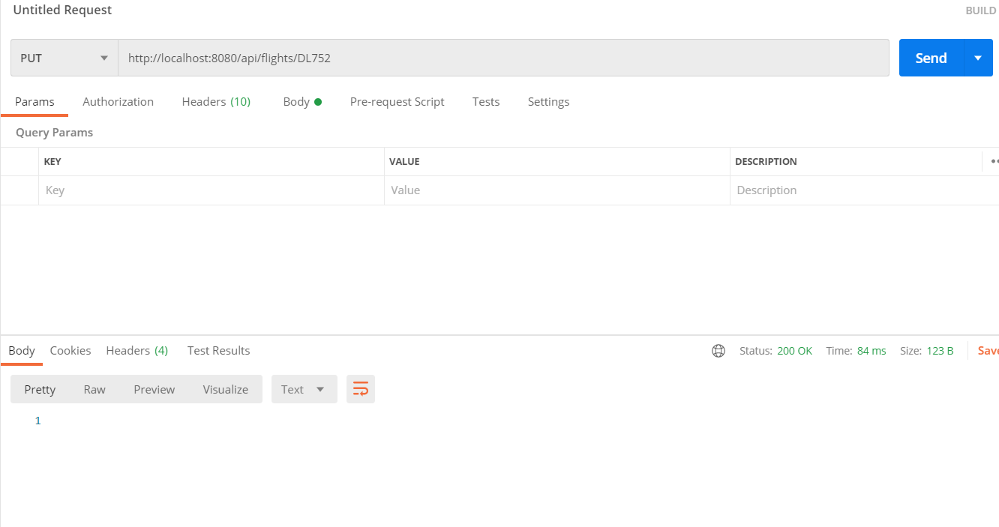 Untitled Request
BUILD
PUT
http://localhost:8080/api/flights/DL752
Send
Params Authorization Headers (10) Body Pre-request Script Tests Settings
Query Params
KEY VALUE DESCRIPTION
Key Value Description
Body Cookies Headers (4) Test Results
Status: 200 OK Time: 84 ms Size: 123 B Save
Pretty Raw Preview Visualize Text
1